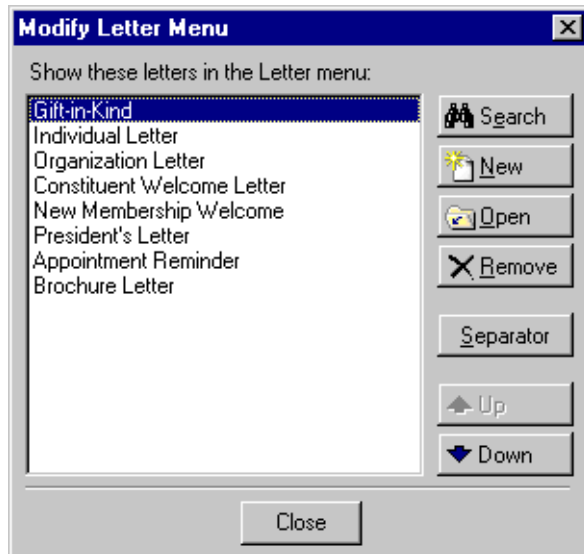 Modify Letter Menu
Show these letters in the Letter menu:
Gift-in-Kind
Individual Letter
Organization Letter
Constituent Welcome Letter
New Membership Welcome
President's Letter
Appointment Reminder
Brochure Letter
Search
New
Open
Remove
Separator
Up
Down
Close